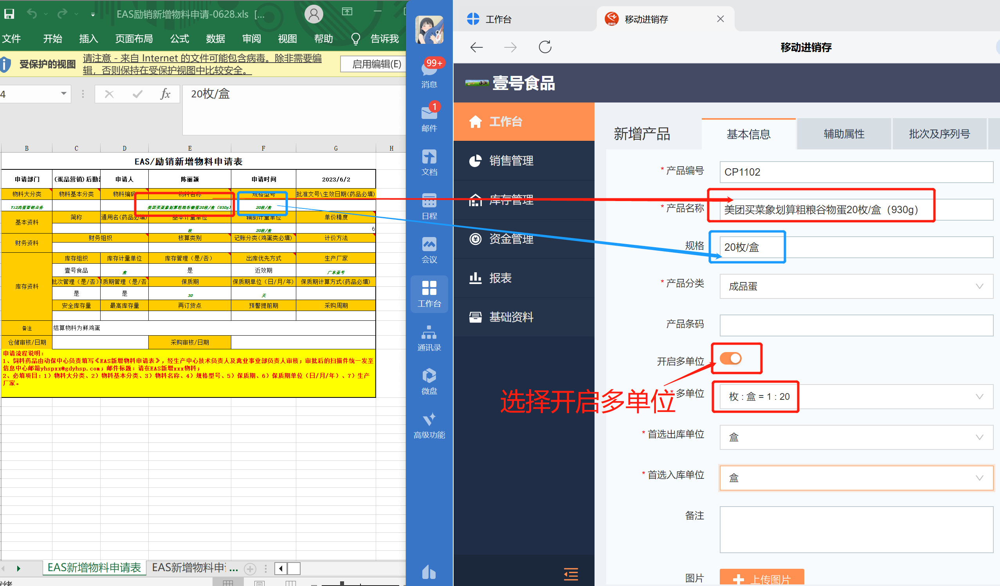 EAS励销新增物料申请-0628.xls [...
文件 开始 插入 页面布局 公式 数据 审阅 视图 帮助 告诉我
受保护的视图
请注意 - 来自 Internet 的文件可能包含病毒。除非需要编
辑，否则保持在受保护视图中比较安全。
启用编辑(E)
4
fx
20枚/盒
B C D E F G H
EAS/励销新增物料申请表
申请部门 (蛋品营销)后勤 申请人 陈丽颖 申请时间 2023/6/2
物料大分类 物料基本分类 物料编码 物料名称 规格型号 批准文号\生效日期(药品必填)
Y12鸡蛋营销业务 美团买菜象划算粗粮谷物蛋20枚/盒（930g） 20枚/盒
基本资料 简称 通用名(药品必填) 基本计量单位 辅助计量单位 单价精度
枚 20枚/盒 6
财务资料 财务组织 核算类别 记账分类(鸡蛋类必填) 计价方法
库存资料
库存组织 库存计量单位 库存管理（是/否） 出库优先方式 生产厂家
壹号食品 盒 是 近效期 广东壹号
批次管理（是/否） 保质期管理（是/否 保质期 保质期单位（日/月/年） 保质期计算方式(药品必填)
是 是 30 天
安全库存量 最高库存量 再订货点 预警提前期 采购周期
备注 结算物料为鲜鸡蛋
仓储审核/日期 采购审核/日期
申请流程说明：
1、饲料药品由动保中心负责填写《EAS新增物料申请表》，经生产中心技术负责人及禽业事业部负责人审核；审批后的扫描件统一发至
信息中心邮箱yhspxx@gdyhsp.com；邮件标题：请在EAS新增xxx物料；
2、必填项目：1）物料大分类、2）物料基本分类、3）物料名称、4）规格型号、5）保质期、6）保质期单位（日/月/年）、7）生产
厂家。
EAS新增物料申请表 EAS新增物料申 ...
99+
消息
1
邮件
文档
日程
会议
工作台
通讯录
微盘
高级功能
工作台 移动进销存
移动进销存
壹号食品
工作台
销售管理
库存管理
资金管理
报表
基础资料
新增产品 基本信息 辅助属性 批次及序列号
* 产品编号 CP1102
* 产品名称 美团买菜象划算粗粮谷物蛋20枚/盒（930g）
规格 20枚/盒
* 产品分类 成品蛋
产品条码
开启多单位
选择开启多单位
* 多单位 枚 : 盒 = 1 : 20
* 首选出库单位 盒
* 首选入库单位 盒
备注
图片 上传图片